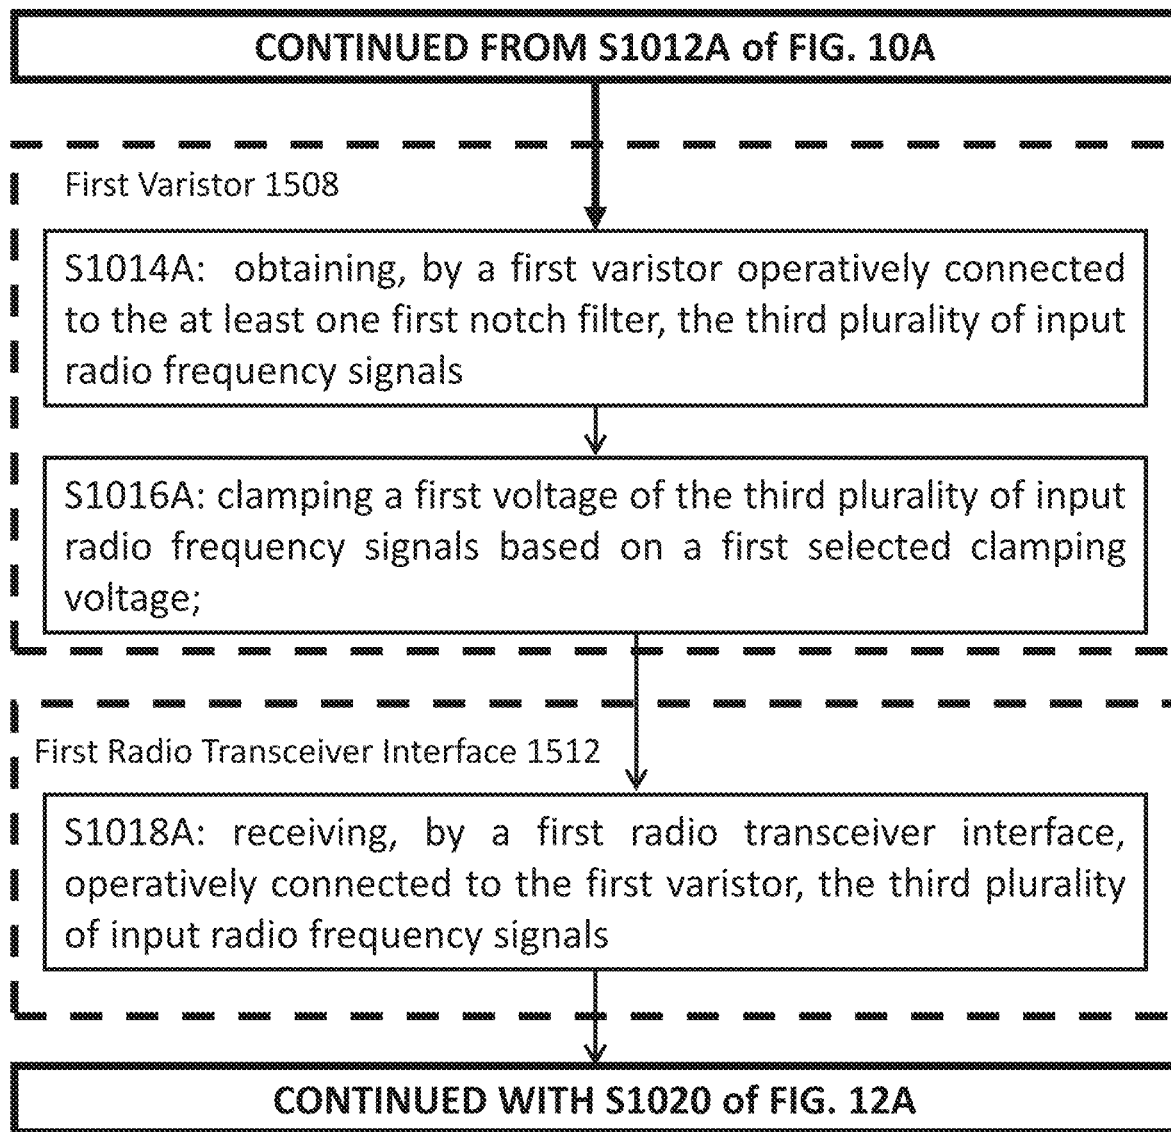 CONTINUED FROM S1012A of FIG. 10A
First Varistor 1508
S1014A: obtaining, by a first varistor operatively connected
to the at least one first notch filter, the third plurality of input
radio frequency signals
S1016A: clamping a first voltage of the third plurality of input
radio frequency signals based on a first selected clamping
voltage;
First Radio Transceiver Interface 1512
S1018A: receiving, by a first radio transceiver interface,
operatively connected to the first varistor, the third plurality
of input radio frequency signals
CONTINUED WITH S1020 of FIG. 12A